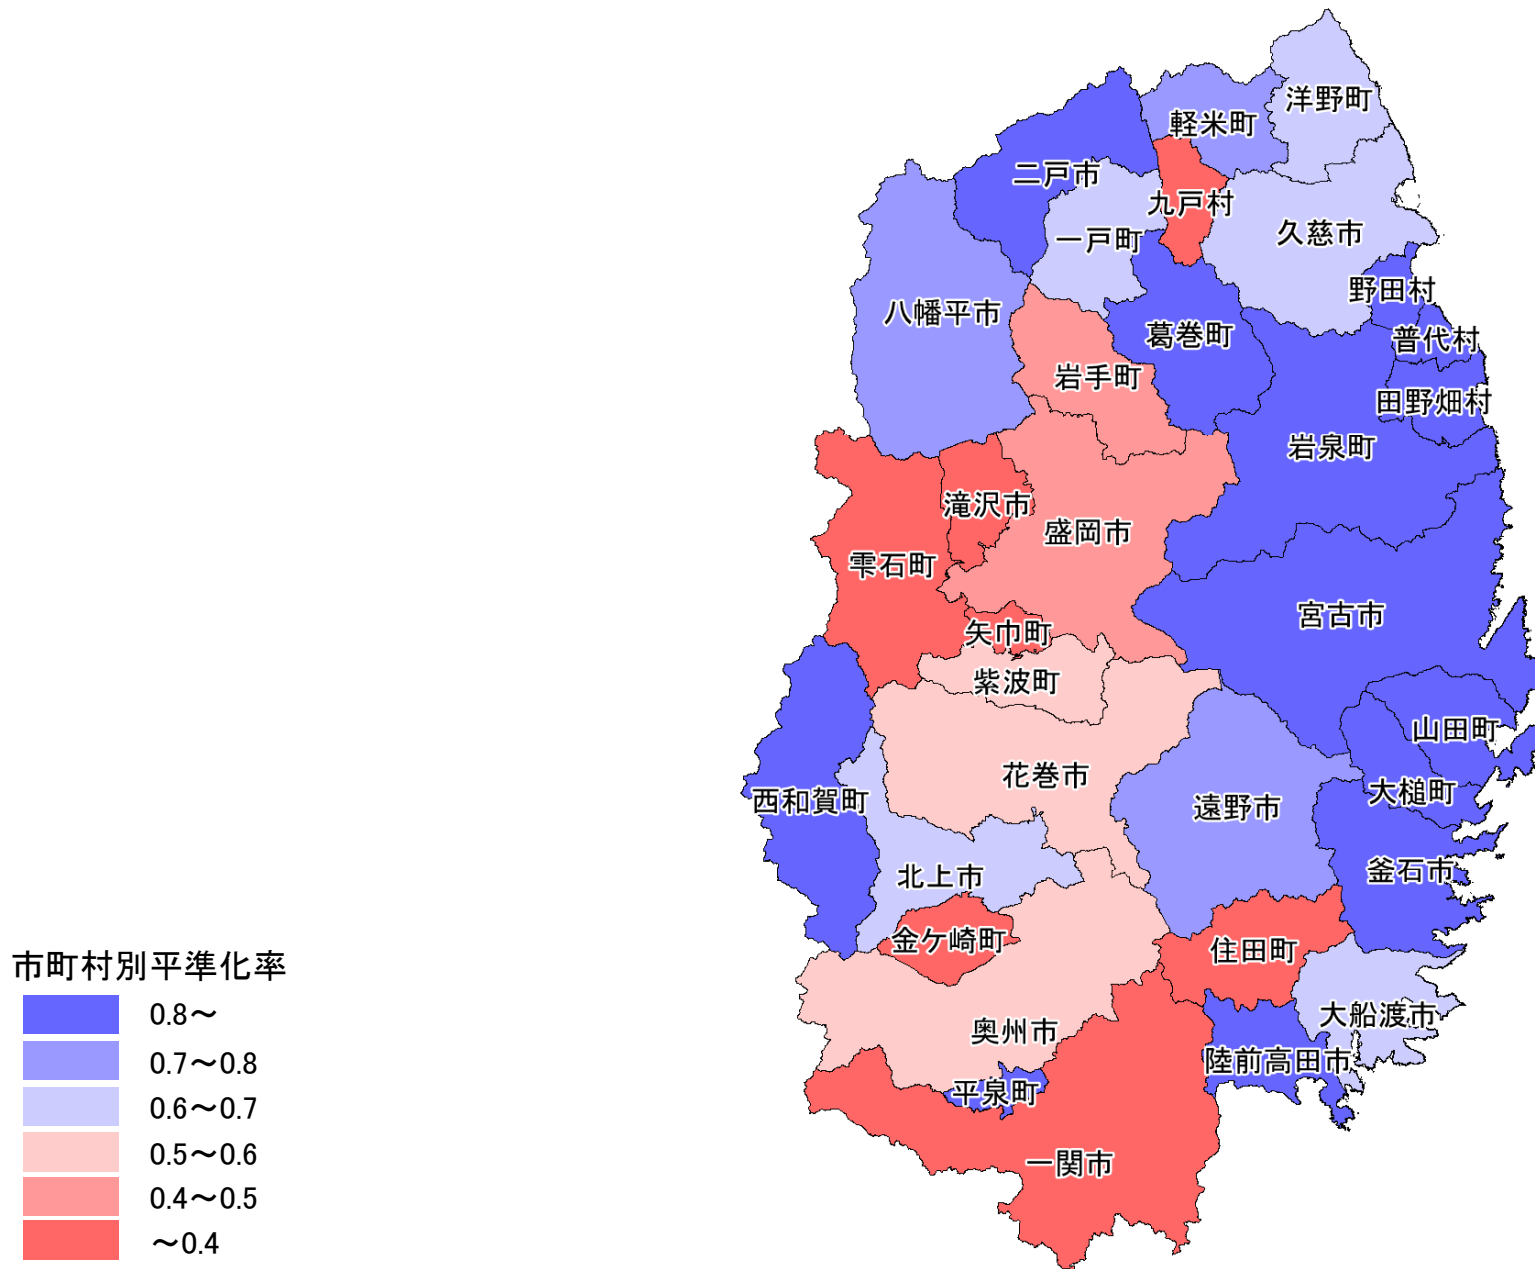 洋野町
軽米町
二戸市
九戸村
久慈市
一戸町
野田村
八幡平市
葛巻町
普代村
岩手町
田野畑村
岩泉町
滝沢市
盛岡市
雫石町
宮古市
矢巾町
紫波町
山田町
花巻市
大槌町
西和賀町
遠野市
釜石市
北上市
金ケ崎町
住田町
大船渡市
奥州市
陸前高田市
平泉町
一関市
市町村別平準化率
0.8～
0.7～0.8
0.6～0.7
0.5～0.6
0.4～0.5
～0.4